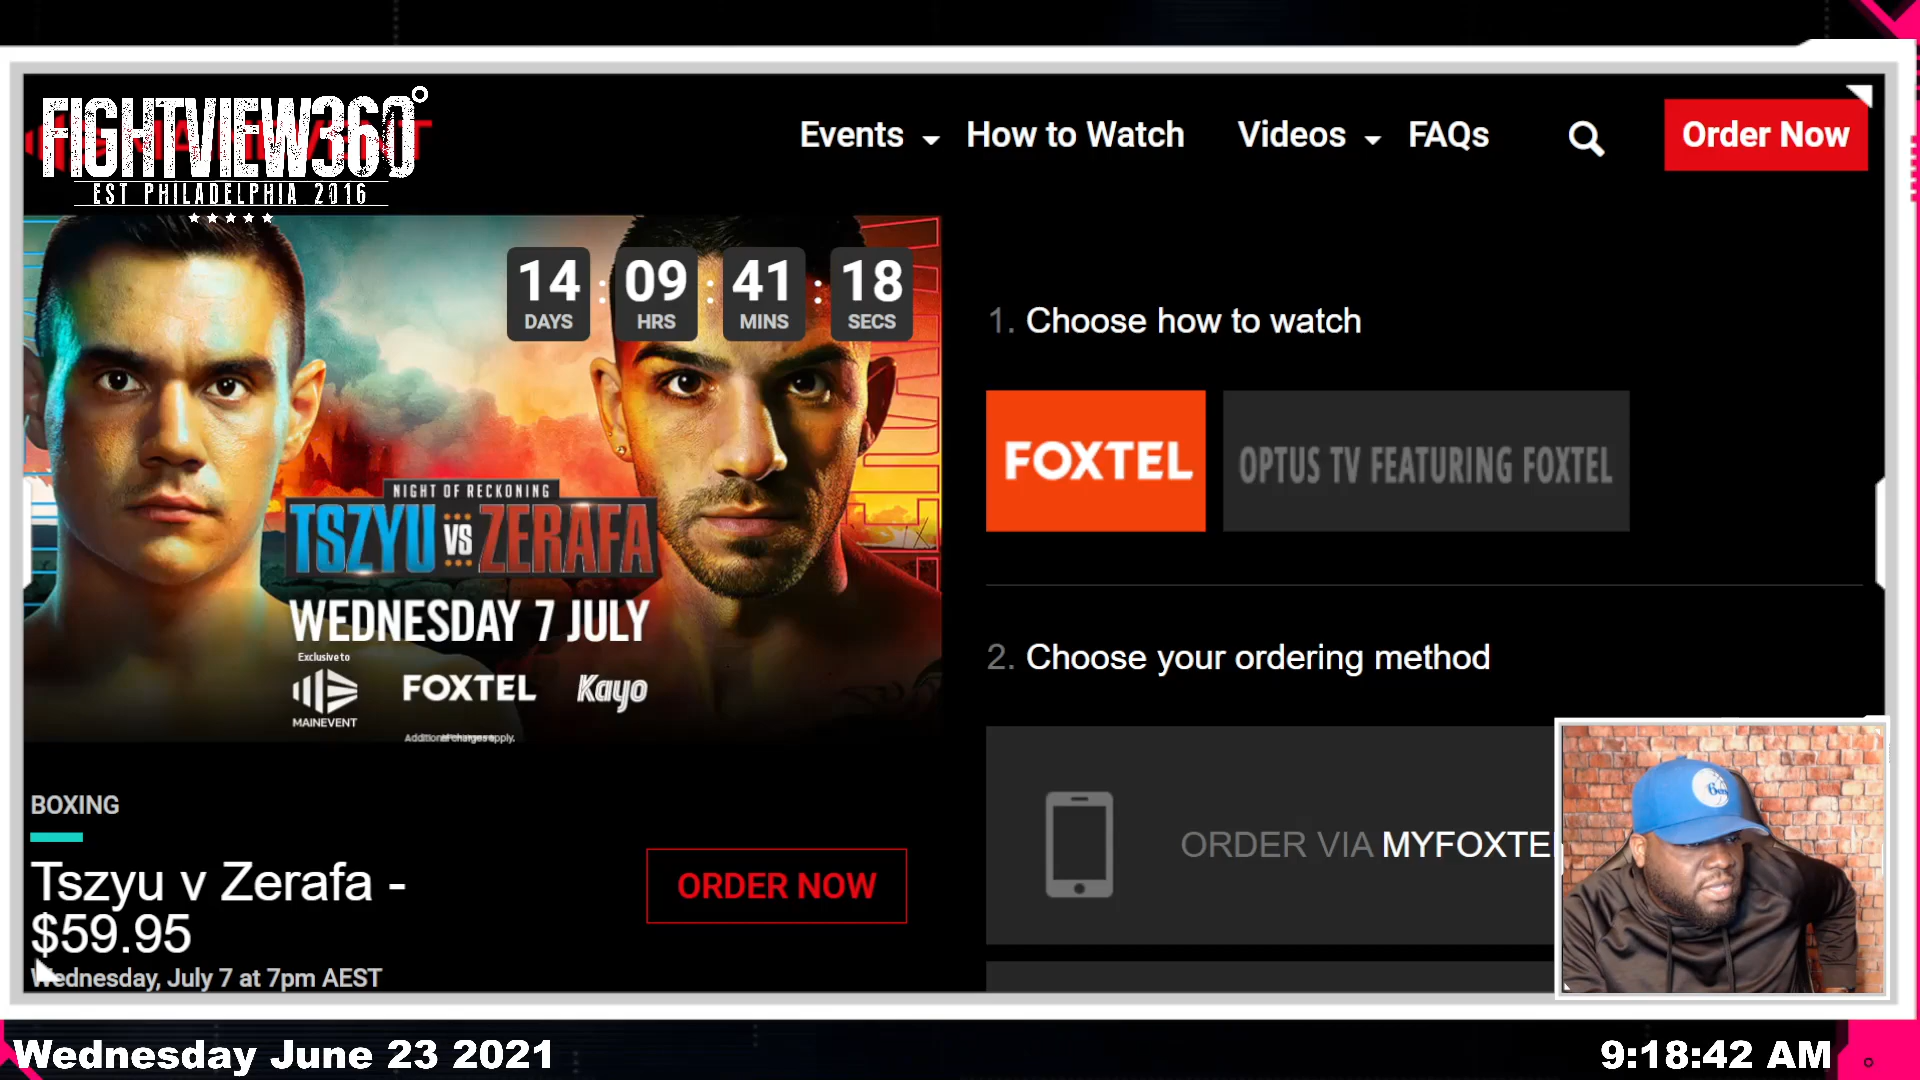 FIGHTVIEW360°
EST PHILADELPHIA 2016
Events
How to Watch
Videos
FAQs
Order Now
14 : 09 : 41 : 18
DAYS HRS MINS SECS
NIGHT OF RECKONING
TSZYU VS ZERAFA
WEDNESDAY 7 JULY
Exclusive to
MAINEVENT
FOXTEL
Kayo
Additional charges apply.
BOXING
Tszyu v Zerafa -
$59.95
Wednesday, July 7 at 7pm AEST
ORDER NOW
1. Choose how to watch
FOXTEL
OPTUS TV FEATURING FOXTEL
2. Choose your ordering method
ORDER VIA MYFOXTE
Wednesday June 23 2021
9:18:42 AM